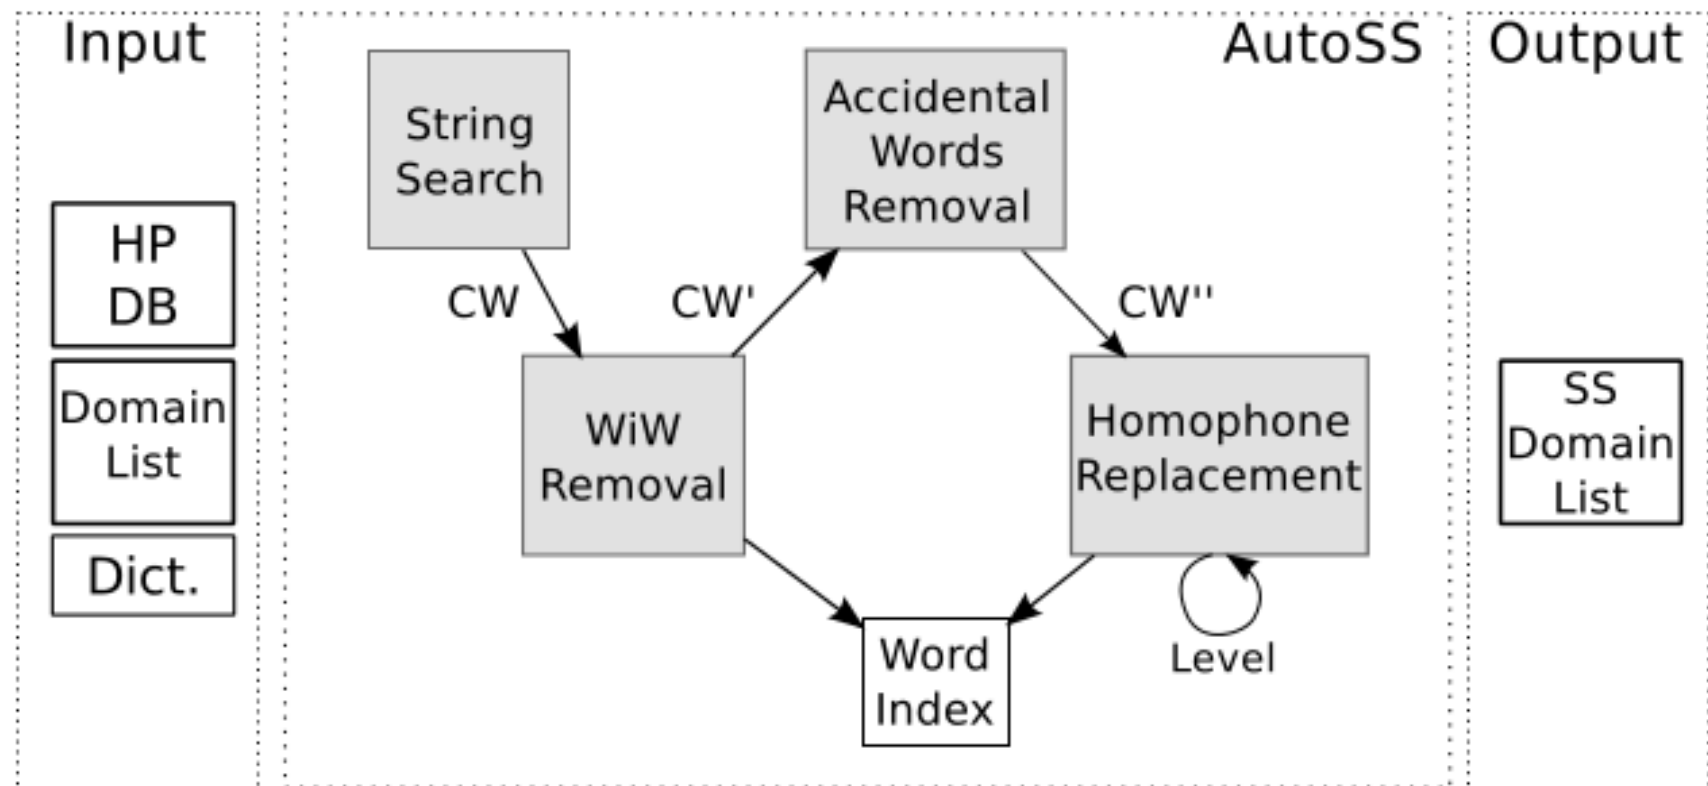 Input
HP
DB
Domain
List
Dict.
AutoSS
String
Search
Accidental
Words
Removal
CW
CW'
CW''
WiW
Removal
Homophone
Replacement
Word
Index
Level
Output
SS
Domain
List